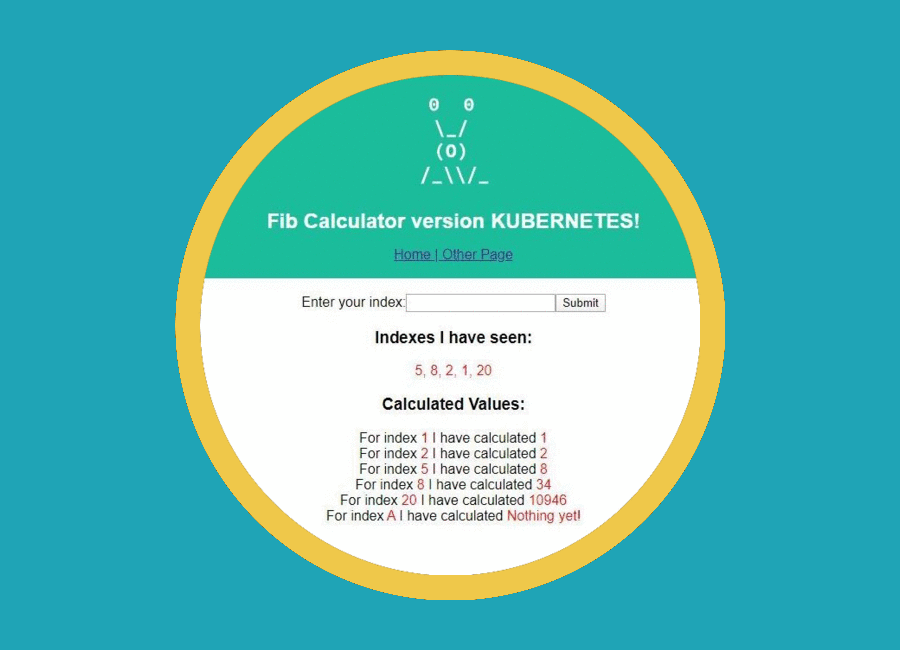 0   0
\_/
(O)
/_\\/_
Fib Calculator version KUBERNETES!
Home | Other Page
Enter your index: Submit
Indexes I have seen:
5, 8, 2, 1, 20
Calculated Values:
For index 1 I have calculated 1
For index 2 I have calculated 2
For index 5 I have calculated 8
For index 8 I have calculated 34
For index 20 I have calculated 10946
For index A I have calculated Nothing yet!